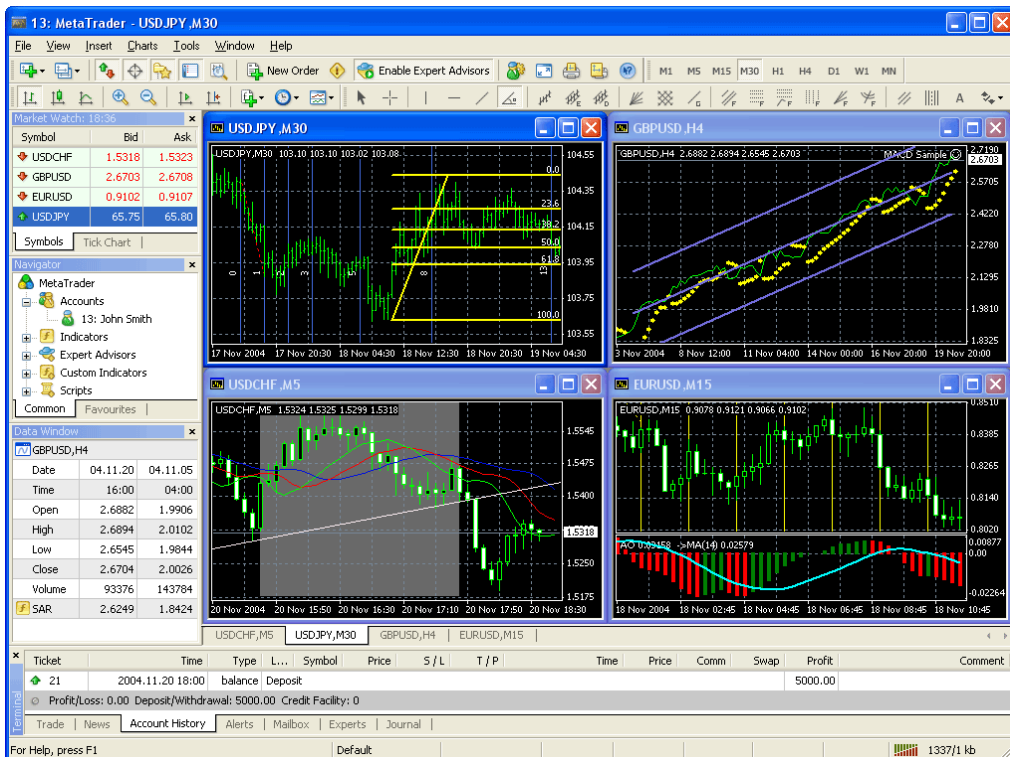 13: MetaTrader - USDJPY,M30
File View Insert Charts Tools Window Help
New Order Enable Expert Advisors M1 M5 M15 M30 H1 H4 D1 W1 MN
Market Watch: 18:36
Symbol Bid Ask
USDCHF 1.5318 1.5323
GBPUSD 2.6703 2.6708
EURUSD 0.9102 0.9107
USDJPY 65.75 65.80
Symbols Tick Chart
Navigator
MetaTrader
Accounts
13: John Smith
Indicators
Expert Advisors
Custom Indicators
Scripts
Common Favourites
Data Window
GBPUSD,H4
Date 04.11.20 04.11.05
Time 16:00 04:00
Open 2.6882 1.9906
High 2.6894 2.0102
Low 2.6545 1.9844
Close 2.6704 2.0026
Volume 93376 143784
SAR 2.6249 1.8424
USDJPY,M30
USDJPY,M30 103.10 103.10 103.02 103.08
104.55
104.35
104.15
103.95
103.75
103.55
0.0
23.6
38.2
50.0
61.8
100.0
0 1 2 3 5 8 13
17 Nov 2004 17 Nov 20:30 18 Nov 04:30 18 Nov 12:30 18 Nov 20:30 19 Nov 04:30
GBPUSD,H4
GBPUSD,H4 2.6882 2.6894 2.6545 2.6703 MACD Sample
2.7190
2.6703
2.5705
2.4220
2.2780
2.1295
1.9810
1.8325
3 Nov 2004 8 Nov 12:00 11 Nov 04:00 14 Nov 00:00 16 Nov 20:00 19 Nov 20:00
USDCHF,M5
USDCHF,M5 1.5324 1.5325 1.5299 1.5318
1.5545
1.5475
1.5400
1.5318
1.5250
1.5175
20 Nov 2004 20 Nov 15:50 20 Nov 16:30 20 Nov 17:10 20 Nov 17:50 20 Nov 18:30
EURUSD,M15
EURUSD,M15 0.9078 0.9121 0.9066 0.9102
0.8510
0.8385
0.8265
0.8140
0.8020
AO 0.03158 ->MA(14) 0.02579
0.00877
0.00
-0.02264
18 Nov 2004 18 Nov 02:45 18 Nov 04:45 18 Nov 06:45 18 Nov 08:45 18 Nov 10:45
USDCHF,M5 USDJPY,M30 GBPUSD,H4 EURUSD,M15
Ticket Time Type L... Symbol Price S / L T / P Time Price Comm Swap Profit Comment
21 2004.11.20 18:00 balance Deposit 5000.00
Profit/Loss: 0.00 Deposit/Withdrawal: 5000.00 Credit Facility: 0
Terminal
Trade News Account History Alerts Mailbox Experts Journal
For Help, press F1 Default 1337/1 kb